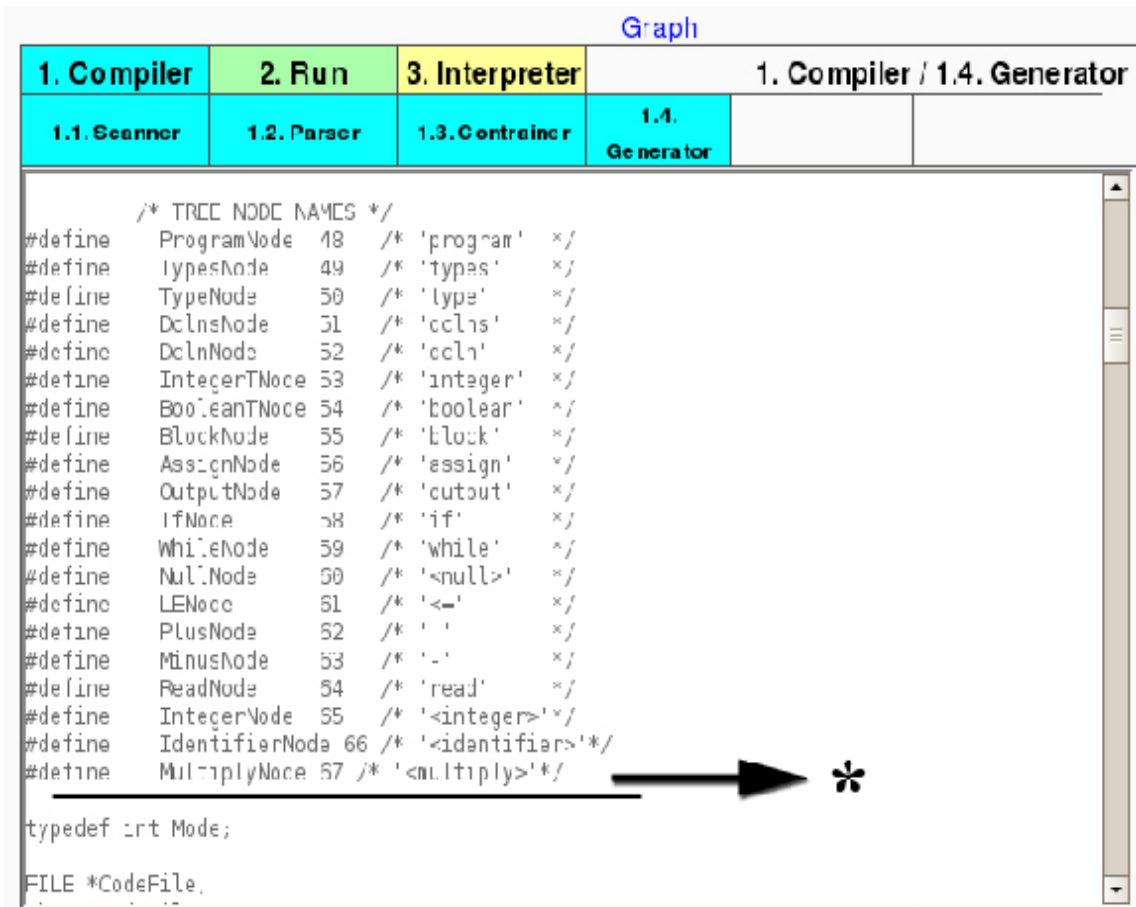 Graph
1. Compiler 2. Run 3. Interpreter 1. Compiler / 1.4. Generator
1.1. Scanner 1.2. Parser 1.3. Contrainer 1.4. Generator
/* TREE NODE NAMES */
#define ProgramNode 48 /* 'program' */
#define TypesNode 49 /* 'types' */
#define TypeNode 50 /* 'type' */
#define DclnsNode 51 /* 'dclns' */
#define DclnNode 52 /* 'dcln' */
#define IntegerTNode 53 /* 'integer' */
#define BooleanTNode 54 /* 'boolean' */
#define BlockNode 55 /* 'block' */
#define AssignNode 56 /* 'assign' */
#define OutputNode 57 /* 'output' */
#define IfNode 58 /* 'if' */
#define WhileNode 59 /* 'while' */
#define NullNode 60 /* '<null>' */
#define LENode 61 /* '<=' */
#define PlusNode 62 /* ' ' */
#define MinusNode 63 /* '-' */
#define ReadNode 64 /* 'read' */
#define IntegerNode 65 /* '<integer>'*/
#define IdentifierNode 66 /* '<identifier>'*/
#define MultiplyNode 67 /* '<multiply>'*/ *
typedef int Mode;
FILE *CodeFile;